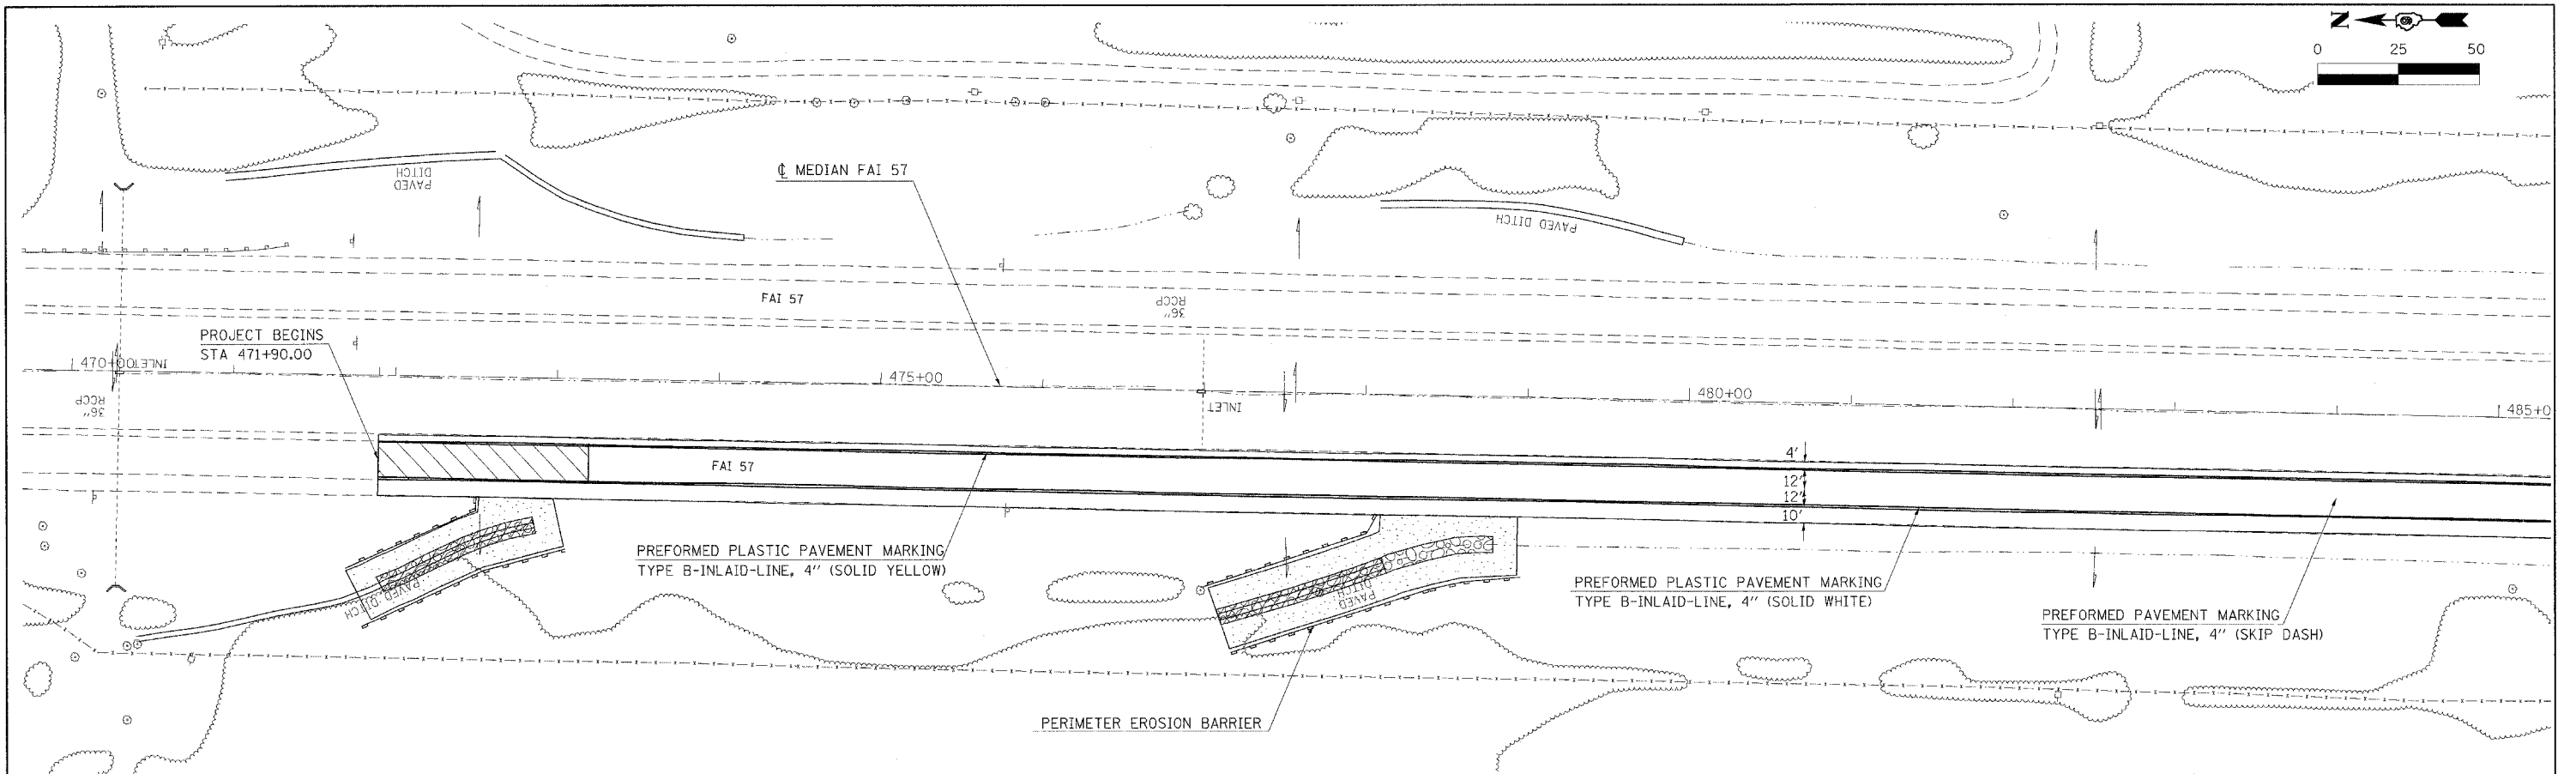 N
0 25 50
PAVED
DITCH
℄ MEDIAN FAI 57
PAVED DITCH
FAI 57
36"
RCCP
PROJECT BEGINS
STA 471+90.00
470+00
INLET
475+00
480+00
485+0
36"
RCCP
INLET
FAI 57
4'
12'
12'
10'
PREFORMED PLASTIC PAVEMENT MARKING
TYPE B-INLAID-LINE, 4" (SOLID YELLOW)
PAVED DITCH
PAVED
DITCH
PREFORMED PLASTIC PAVEMENT MARKING
TYPE B-INLAID-LINE, 4" (SOLID WHITE)
PREFORMED PAVEMENT MARKING
TYPE B-INLAID-LINE, 4" (SKIP DASH)
PERIMETER EROSION BARRIER